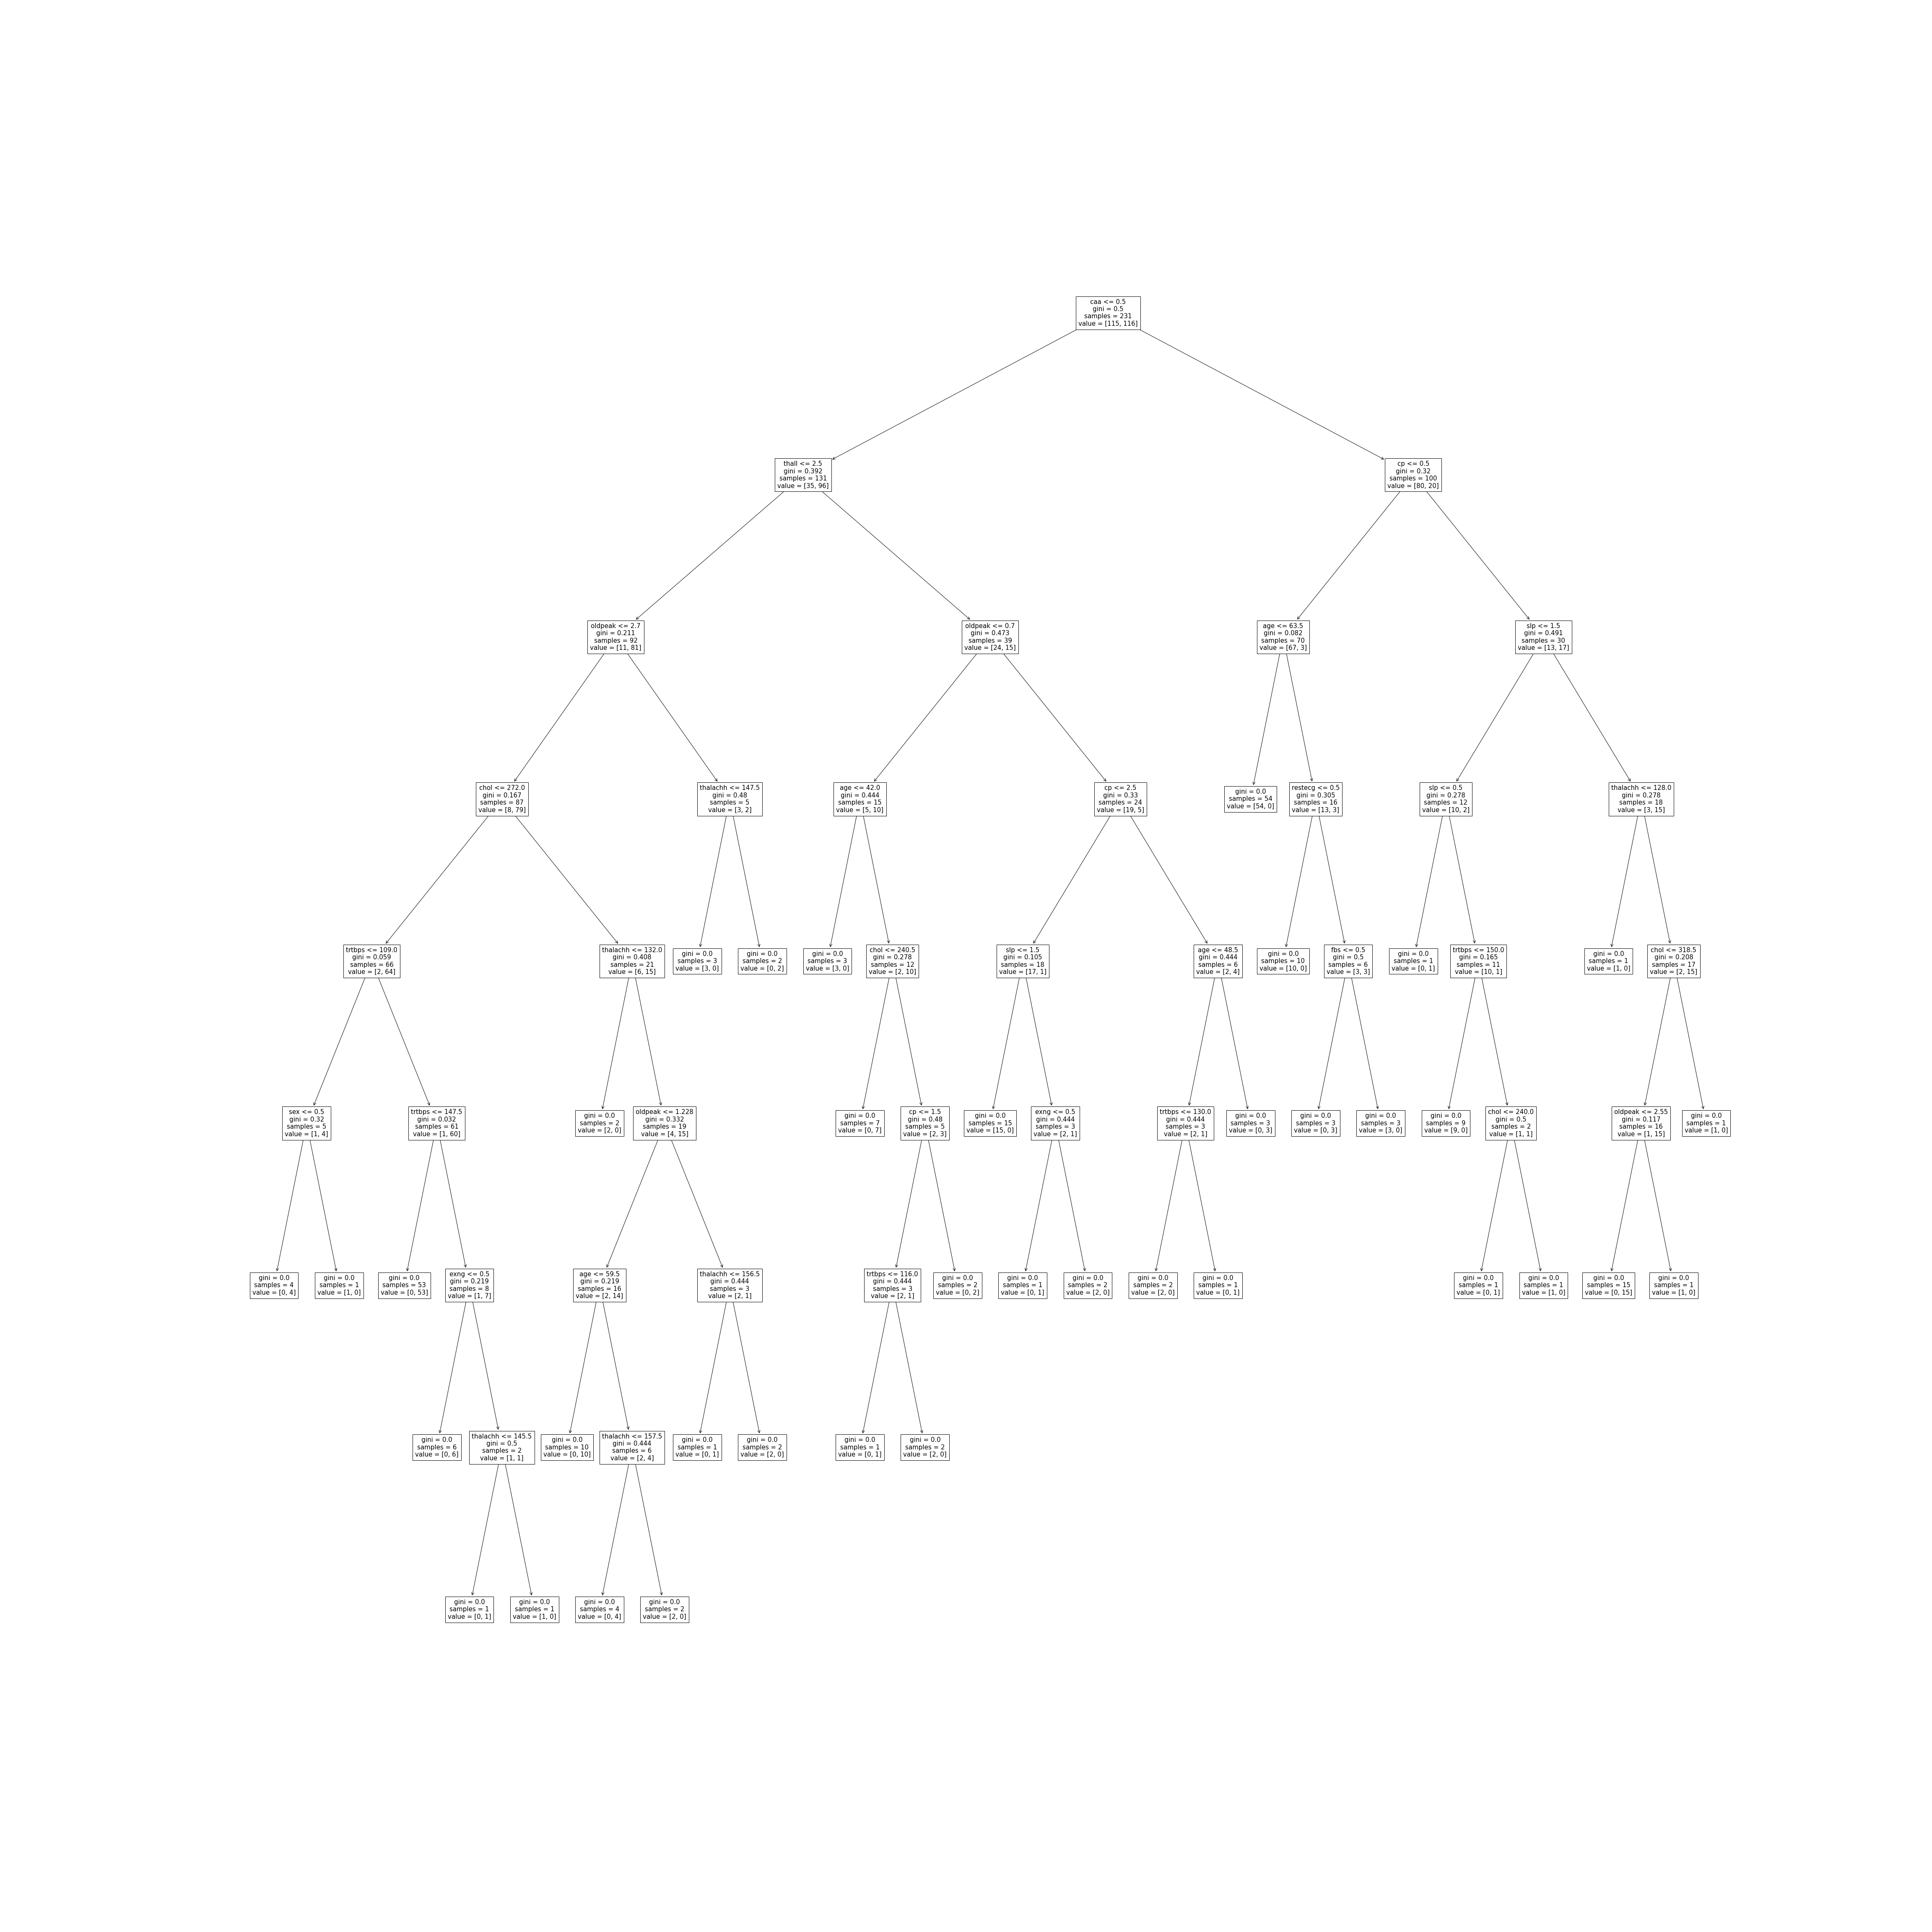 caa <= 0.5
gini = 0.5
samples = 231
value = [115, 116]
thall <= 2.5
gini = 0.392
samples = 131
value = [35, 96]
cp <= 0.5
gini = 0.32
samples = 100
value = [80, 20]
oldpeak <= 2.7
gini = 0.211
samples = 92
value = [11, 81]
oldpeak <= 0.7
gini = 0.473
samples = 39
value = [24, 15]
age <= 63.5
gini = 0.082
samples = 70
value = [67, 3]
slp <= 1.5
gini = 0.491
samples = 30
value = [13, 17]
chol <= 272.0
gini = 0.167
samples = 87
value = [8, 79]
thalachh <= 147.5
gini = 0.48
samples = 5
value = [3, 2]
age <= 42.0
gini = 0.444
samples = 15
value = [5, 10]
cp <= 2.5
gini = 0.33
samples = 24
value = [19, 5]
gini = 0.0
samples = 54
value = [54, 0]
restecg <= 0.5
gini = 0.305
samples = 16
value = [13, 3]
slp <= 0.5
gini = 0.278
samples = 12
value = [10, 2]
thalachh <= 128.0
gini = 0.278
samples = 18
value = [3, 15]
trtbps <= 109.0
gini = 0.059
samples = 66
value = [2, 64]
thalachh <= 132.0
gini = 0.408
samples = 21
value = [6, 15]
gini = 0.0
samples = 3
value = [3, 0]
gini = 0.0
samples = 2
value = [0, 2]
gini = 0.0
samples = 3
value = [3, 0]
chol <= 240.5
gini = 0.278
samples = 12
value = [2, 10]
slp <= 1.5
gini = 0.105
samples = 18
value = [17, 1]
age <= 48.5
gini = 0.444
samples = 6
value = [2, 4]
gini = 0.0
samples = 10
value = [10, 0]
fbs <= 0.5
gini = 0.5
samples = 6
value = [3, 3]
gini = 0.0
samples = 1
value = [0, 1]
trtbps <= 150.0
gini = 0.165
samples = 11
value = [10, 1]
gini = 0.0
samples = 1
value = [1, 0]
chol <= 318.5
gini = 0.208
samples = 17
value = [2, 15]
sex <= 0.5
gini = 0.32
samples = 5
value = [1, 4]
trtbps <= 147.5
gini = 0.032
samples = 61
value = [1, 60]
gini = 0.0
samples = 2
value = [2, 0]
oldpeak <= 1.228
gini = 0.332
samples = 19
value = [4, 15]
gini = 0.0
samples = 7
value = [0, 7]
cp <= 1.5
gini = 0.48
samples = 5
value = [2, 3]
gini = 0.0
samples = 15
value = [15, 0]
exng <= 0.5
gini = 0.444
samples = 3
value = [2, 1]
trtbps <= 130.0
gini = 0.444
samples = 3
value = [2, 1]
gini = 0.0
samples = 3
value = [0, 3]
gini = 0.0
samples = 3
value = [0, 3]
gini = 0.0
samples = 3
value = [3, 0]
gini = 0.0
samples = 9
value = [9, 0]
chol <= 240.0
gini = 0.5
samples = 2
value = [1, 1]
oldpeak <= 2.55
gini = 0.117
samples = 16
value = [1, 15]
gini = 0.0
samples = 1
value = [1, 0]
gini = 0.0
samples = 4
value = [0, 4]
gini = 0.0
samples = 1
value = [1, 0]
gini = 0.0
samples = 53
value = [0, 53]
exng <= 0.5
gini = 0.219
samples = 8
value = [1, 7]
age <= 59.5
gini = 0.219
samples = 16
value = [2, 14]
thalachh <= 156.5
gini = 0.444
samples = 3
value = [2, 1]
trtbps <= 116.0
gini = 0.444
samples = 3
value = [2, 1]
gini = 0.0
samples = 2
value = [0, 2]
gini = 0.0
samples = 1
value = [0, 1]
gini = 0.0
samples = 2
value = [2, 0]
gini = 0.0
samples = 2
value = [2, 0]
gini = 0.0
samples = 1
value = [0, 1]
gini = 0.0
samples = 1
value = [0, 1]
gini = 0.0
samples = 1
value = [1, 0]
gini = 0.0
samples = 15
value = [0, 15]
gini = 0.0
samples = 1
value = [1, 0]
gini = 0.0
samples = 6
value = [0, 6]
thalachh <= 145.5
gini = 0.5
samples = 2
value = [1, 1]
gini = 0.0
samples = 10
value = [0, 10]
thalachh <= 157.5
gini = 0.444
samples = 6
value = [2, 4]
gini = 0.0
samples = 1
value = [0, 1]
gini = 0.0
samples = 2
value = [2, 0]
gini = 0.0
samples = 1
value = [0, 1]
gini = 0.0
samples = 2
value = [2, 0]
gini = 0.0
samples = 1
value = [0, 1]
gini = 0.0
samples = 1
value = [1, 0]
gini = 0.0
samples = 4
value = [0, 4]
gini = 0.0
samples = 2
value = [2, 0]